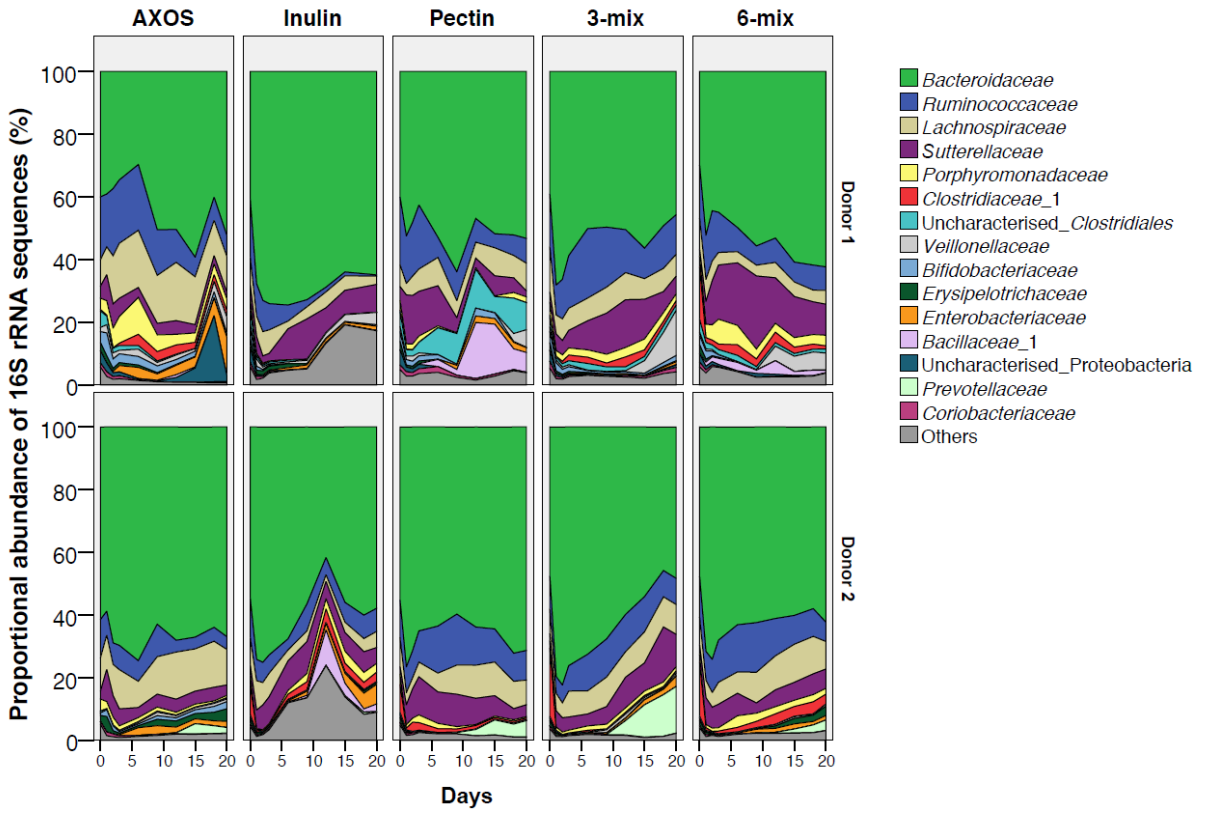 AXOS Inulin Pectin 3-mix 6-mix
Proportional abundance of 16S rRNA sequences (%)
100
80
60
40
20
0
Donor 1
100
80
60
40
20
0
Donor 2
0 5 10 15 20 0 5 10 15 20 0 5 10 15 20 0 5 10 15 20 0 5 10 15 20
Days
Bacteroidaceae
Ruminococcaceae
Lachnospiraceae
Sutterellaceae
Porphyromonadaceae
Clostridiaceae_1
Uncharacterised_Clostridiales
Veillonellaceae
Bifidobacteriaceae
Erysipelotrichaceae
Enterobacteriaceae
Bacillaceae_1
Uncharacterised_Proteobacteria
Prevotellaceae
Coriobacteriaceae
Others